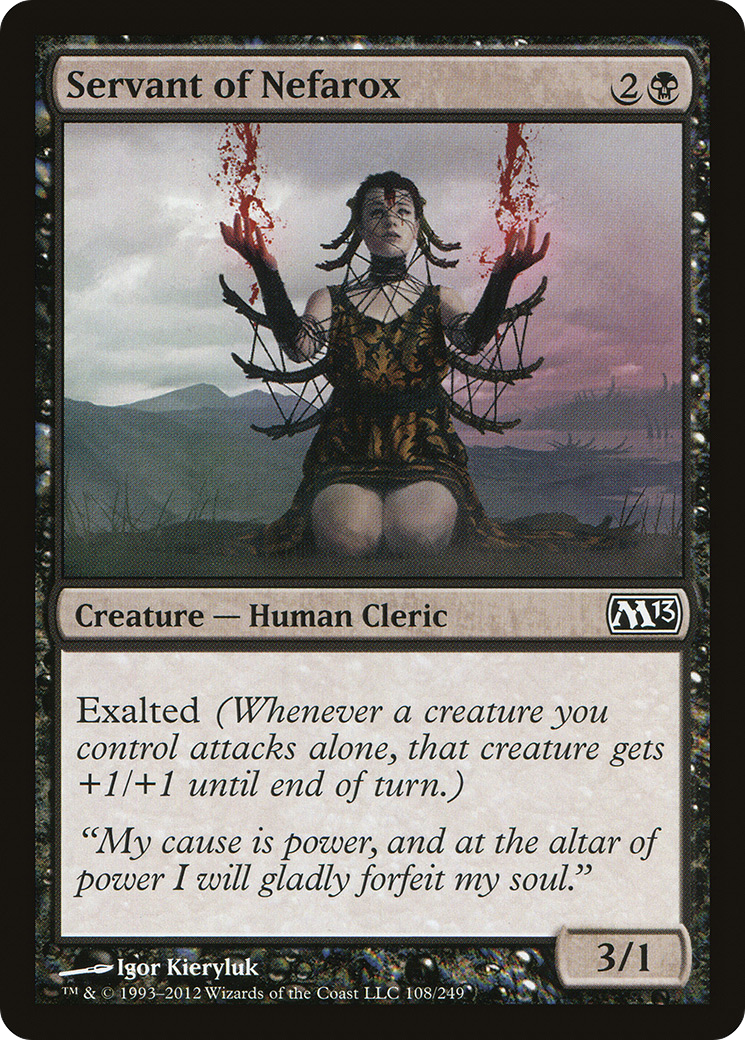 Servant of Nefarox 2
Creature — Human Cleric M13
Exalted (Whenever a creature you
control attacks alone, that creature gets
+1/+1 until end of turn.)
“My cause is power, and at the altar of
power I will gladly forfeit my soul.”
3/1
Igor Kieryluk
™ & © 1993–2012 Wizards of the Coast LLC 108/249